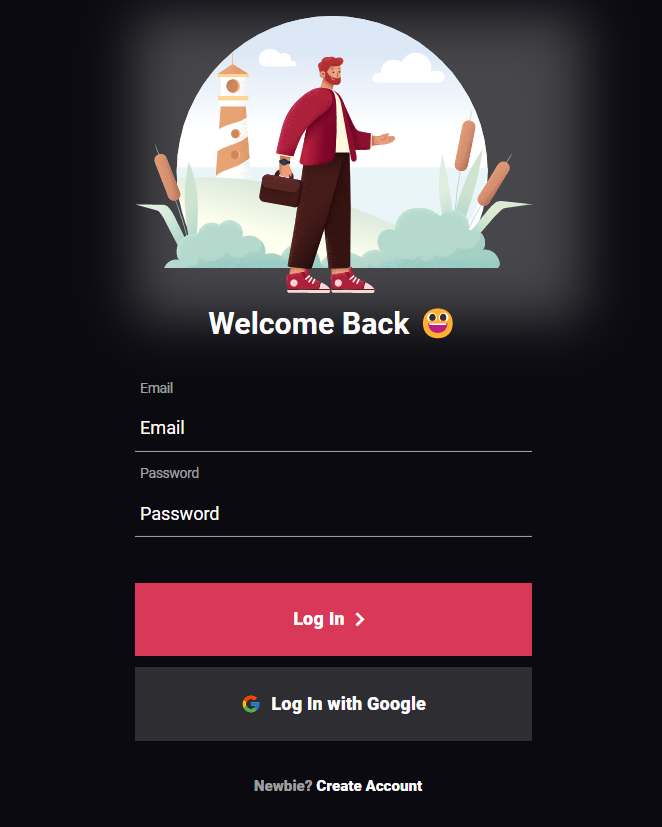 Welcome Back 😀
Email
Email
Password
Password
Log In >
Log In with Google
Newbie? Create Account